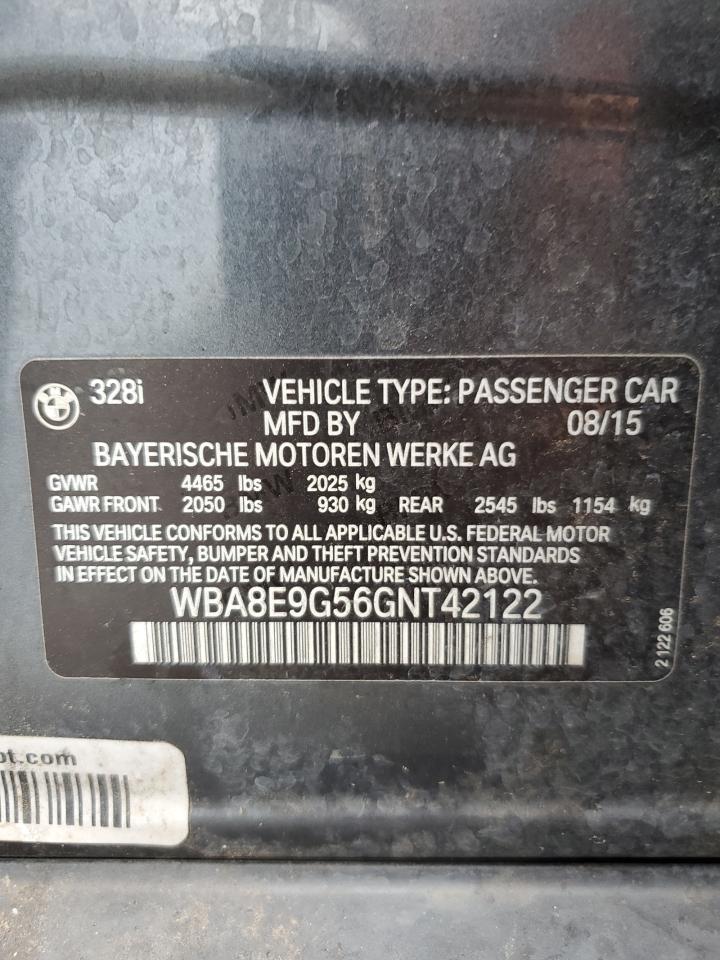 328i VEHICLE TYPE: PASSENGER CAR
MFD BY 08/15
BAYERISCHE MOTOREN WERKE AG
GVWR 4465 lbs 2025 kg
GAWR FRONT 2050 lbs 930 kg REAR 2545 lbs 1154 kg
THIS VEHICLE CONFORMS TO ALL APPLICABLE U.S. FEDERAL MOTOR
VEHICLE SAFETY, BUMPER AND THEFT PREVENTION STANDARDS
IN EFFECT ON THE DATE OF MANUFACTURE SHOWN ABOVE.
WBA8E9G56GNT42122
2 122 606
pt.com